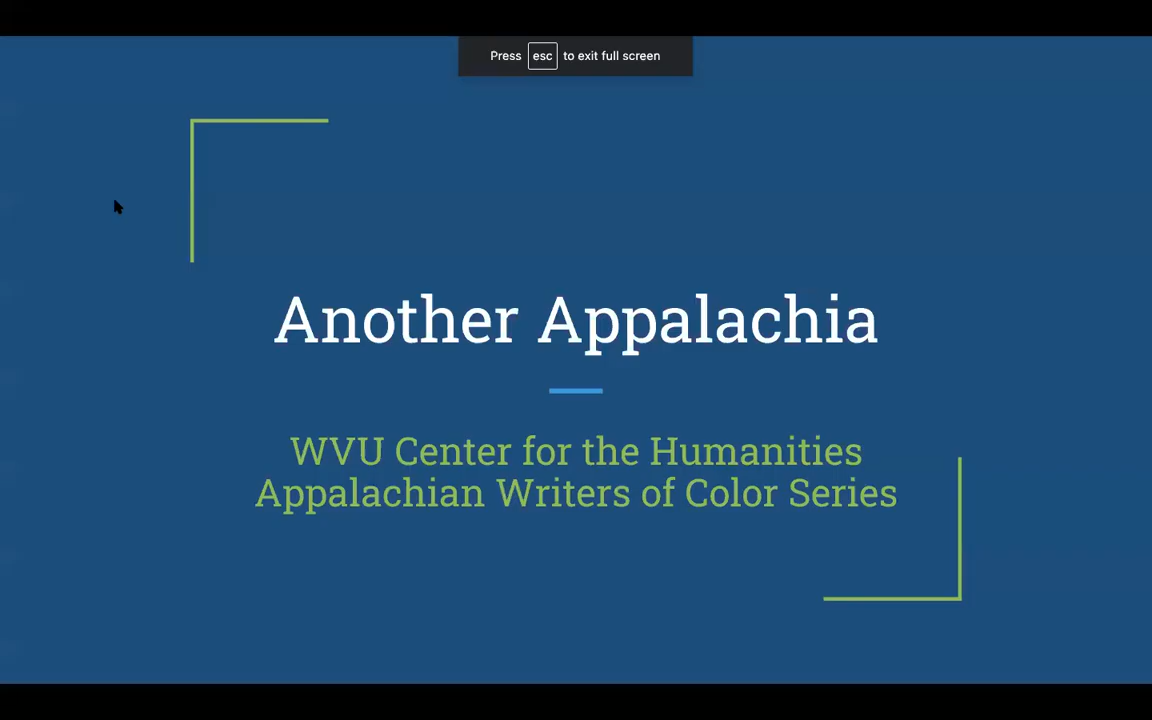 Press esc to exit full screen
Another Appalachia
WVU Center for the Humanities
Appalachian Writers of Color Series